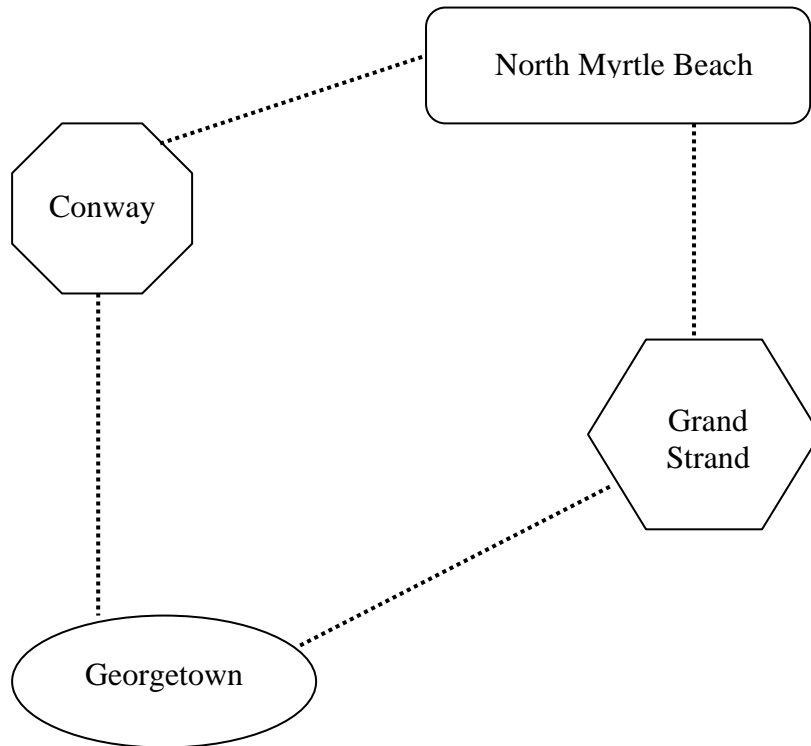 North Myrtle Beach
Conway
Grand
Strand
Georgetown